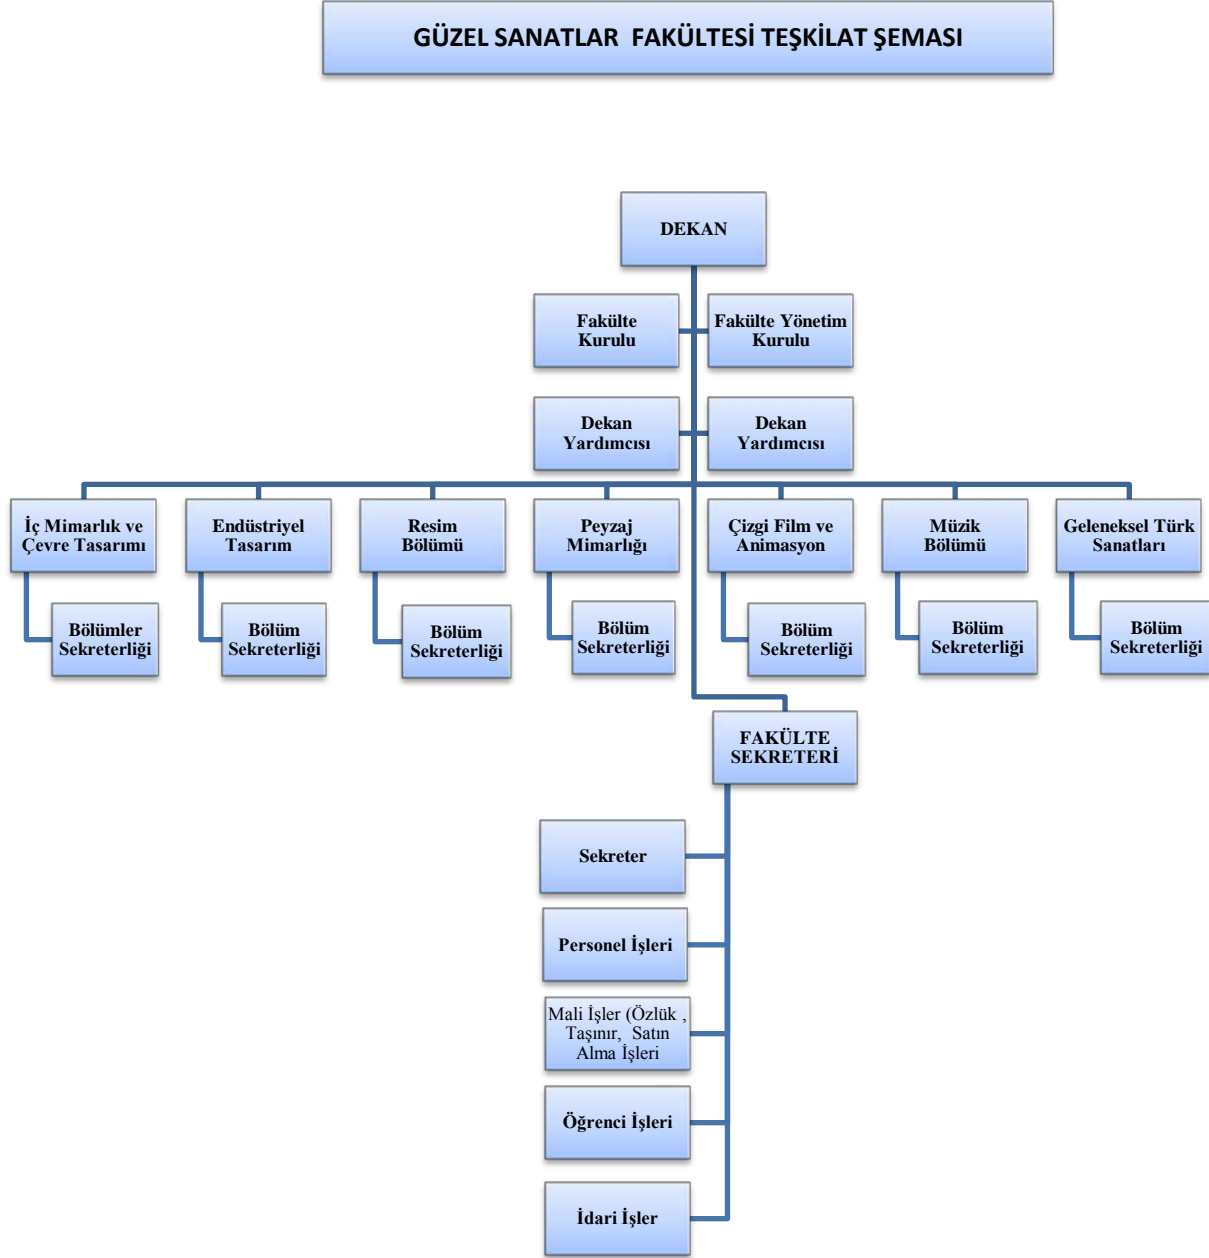 GÜZEL SANATLAR  FAKÜLTESİ TEŞKİLAT ŞEMASI
DEKAN
Fakülte
Kurulu
Fakülte Yönetim
Kurulu
Dekan
Yardımcısı
Dekan
Yardımcısı
İç Mimarlık ve
Çevre Tasarımı
Endüstriyel
Tasarım
Resim
Bölümü
Peyzaj
Mimarlığı
Çizgi Film ve
Animasyon
Müzik
Bölümü
Geleneksel Türk
Sanatları
Bölümler
Sekreterliği
Bölüm
Sekreterliği
Bölüm
Sekreterliği
Bölüm
Sekreterliği
Bölüm
Sekreterliği
Bölüm
Sekreterliği
Bölüm
Sekreterliği
FAKÜLTE
SEKRETERİ
Sekreter
Personel İşleri
Mali İşler (Özlük ,
Taşınır,  Satın
Alma İşleri
Öğrenci İşleri
İdari İşler